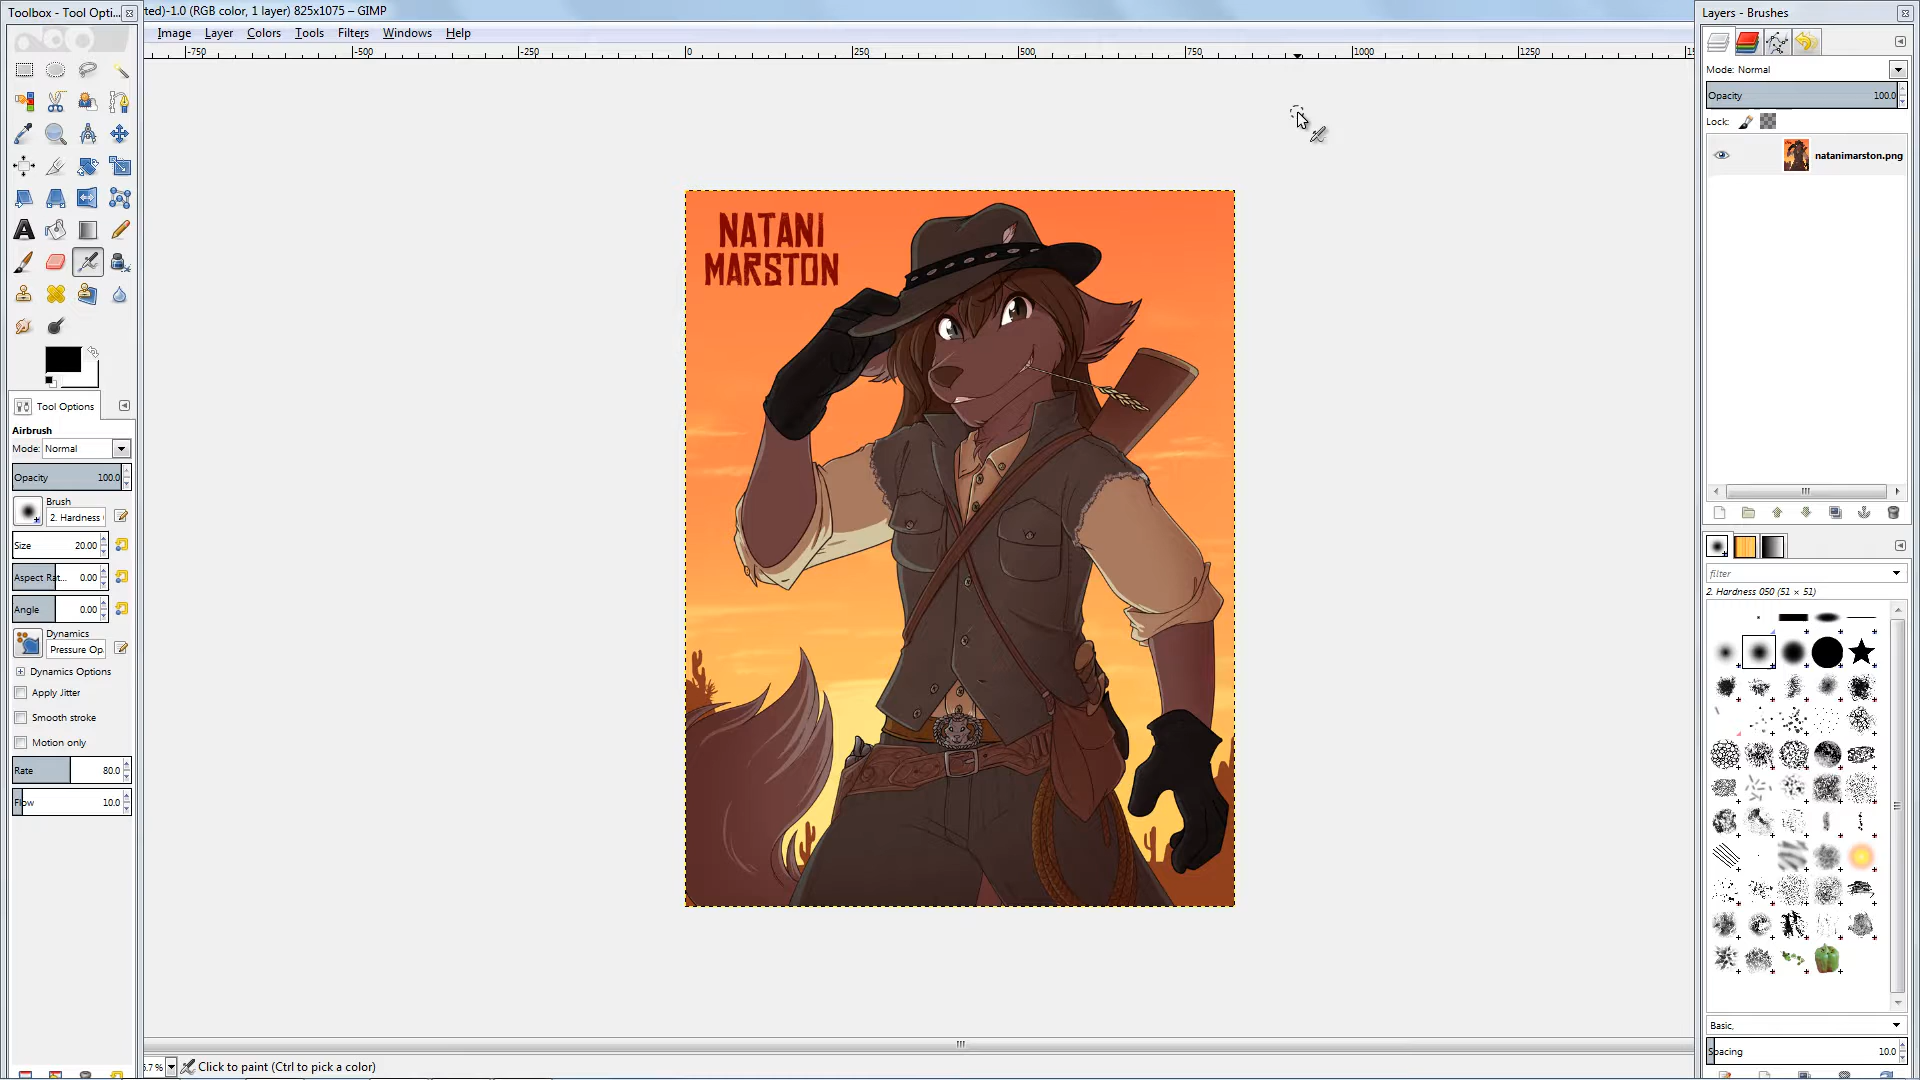 Toolbox - Tool Opti...
rted)-1.0 (RGB color, 1 layer) 825x1075 – GIMP
Layers - Brushes
Image Layer Colors Tools Filters Windows Help
-750 -500 -250 0 250 500 750 1000 1250
Mode: Normal
Opacity 100.0
Lock:
natanimarston.png
NATANI
MARSTON
Tool Options
Airbrush
Mode: Normal
Opacity 100.0
Brush
2. Hardness
Size 20.00
Aspect Rat... 0.00
Angle 0.00
Dynamics
Pressure Op
Dynamics Options
Apply Jitter
Smooth stroke
Motion only
Rate 80.0
Flow 10.0
filter
2. Hardness 050 (51 × 51)
Basic,
Spacing 10.0
.7 % Click to paint (Ctrl to pick a color)